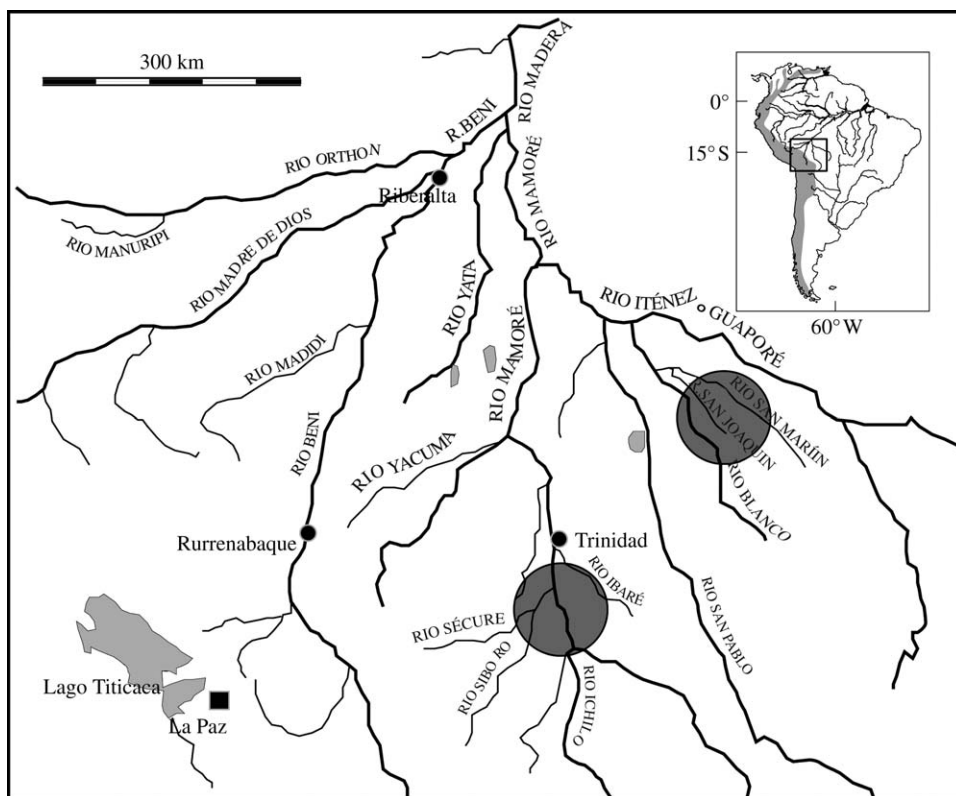 300 km
RIO MADERA
R.BENI
RIO ORTHON
Riberalta
RIO MANURIPI
RIO MADRE DE DIOS
RIO MIAMORÉ
RIO YATA
RIO ITÉNEZ o GUAPORÉ
RIO MADIDI
RIO MAMORÉ
RIO BENI
RIO YACUMA
RIO SAN MARÍIN
R.SAN JOAQUIN
RIO BLANCO
Rurrenabaque
Trinidad
RIO IBARÉ
RIO SÉCURE
RIO SIBO RO
RIO ICHILO
RIO SAN PABLO
Lago Titicaca
La Paz
0°
15°S
60°W